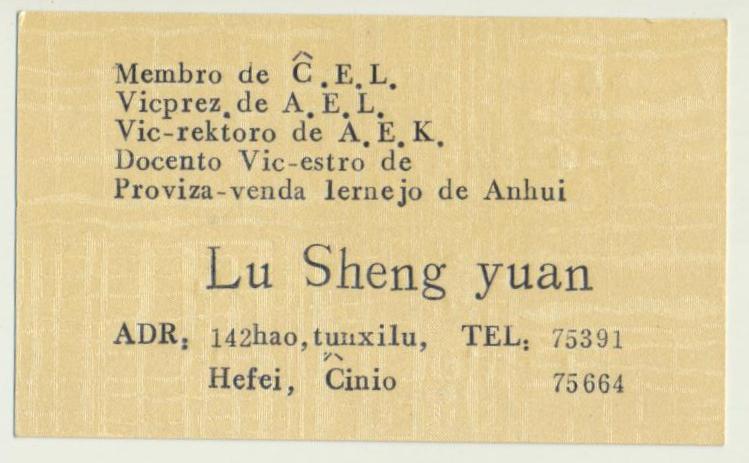 Membro de Ĉ.E.L.
Vicprez.de A.E.L.
Vic-rektoro de A.E.K.
Docento Vic-estro de
Proviza-venda lernejo de Anhui
Lu Sheng yuan
ADR: 142hao,tunxilu, TEL: 75391
Hefei, Ĉinio 75664